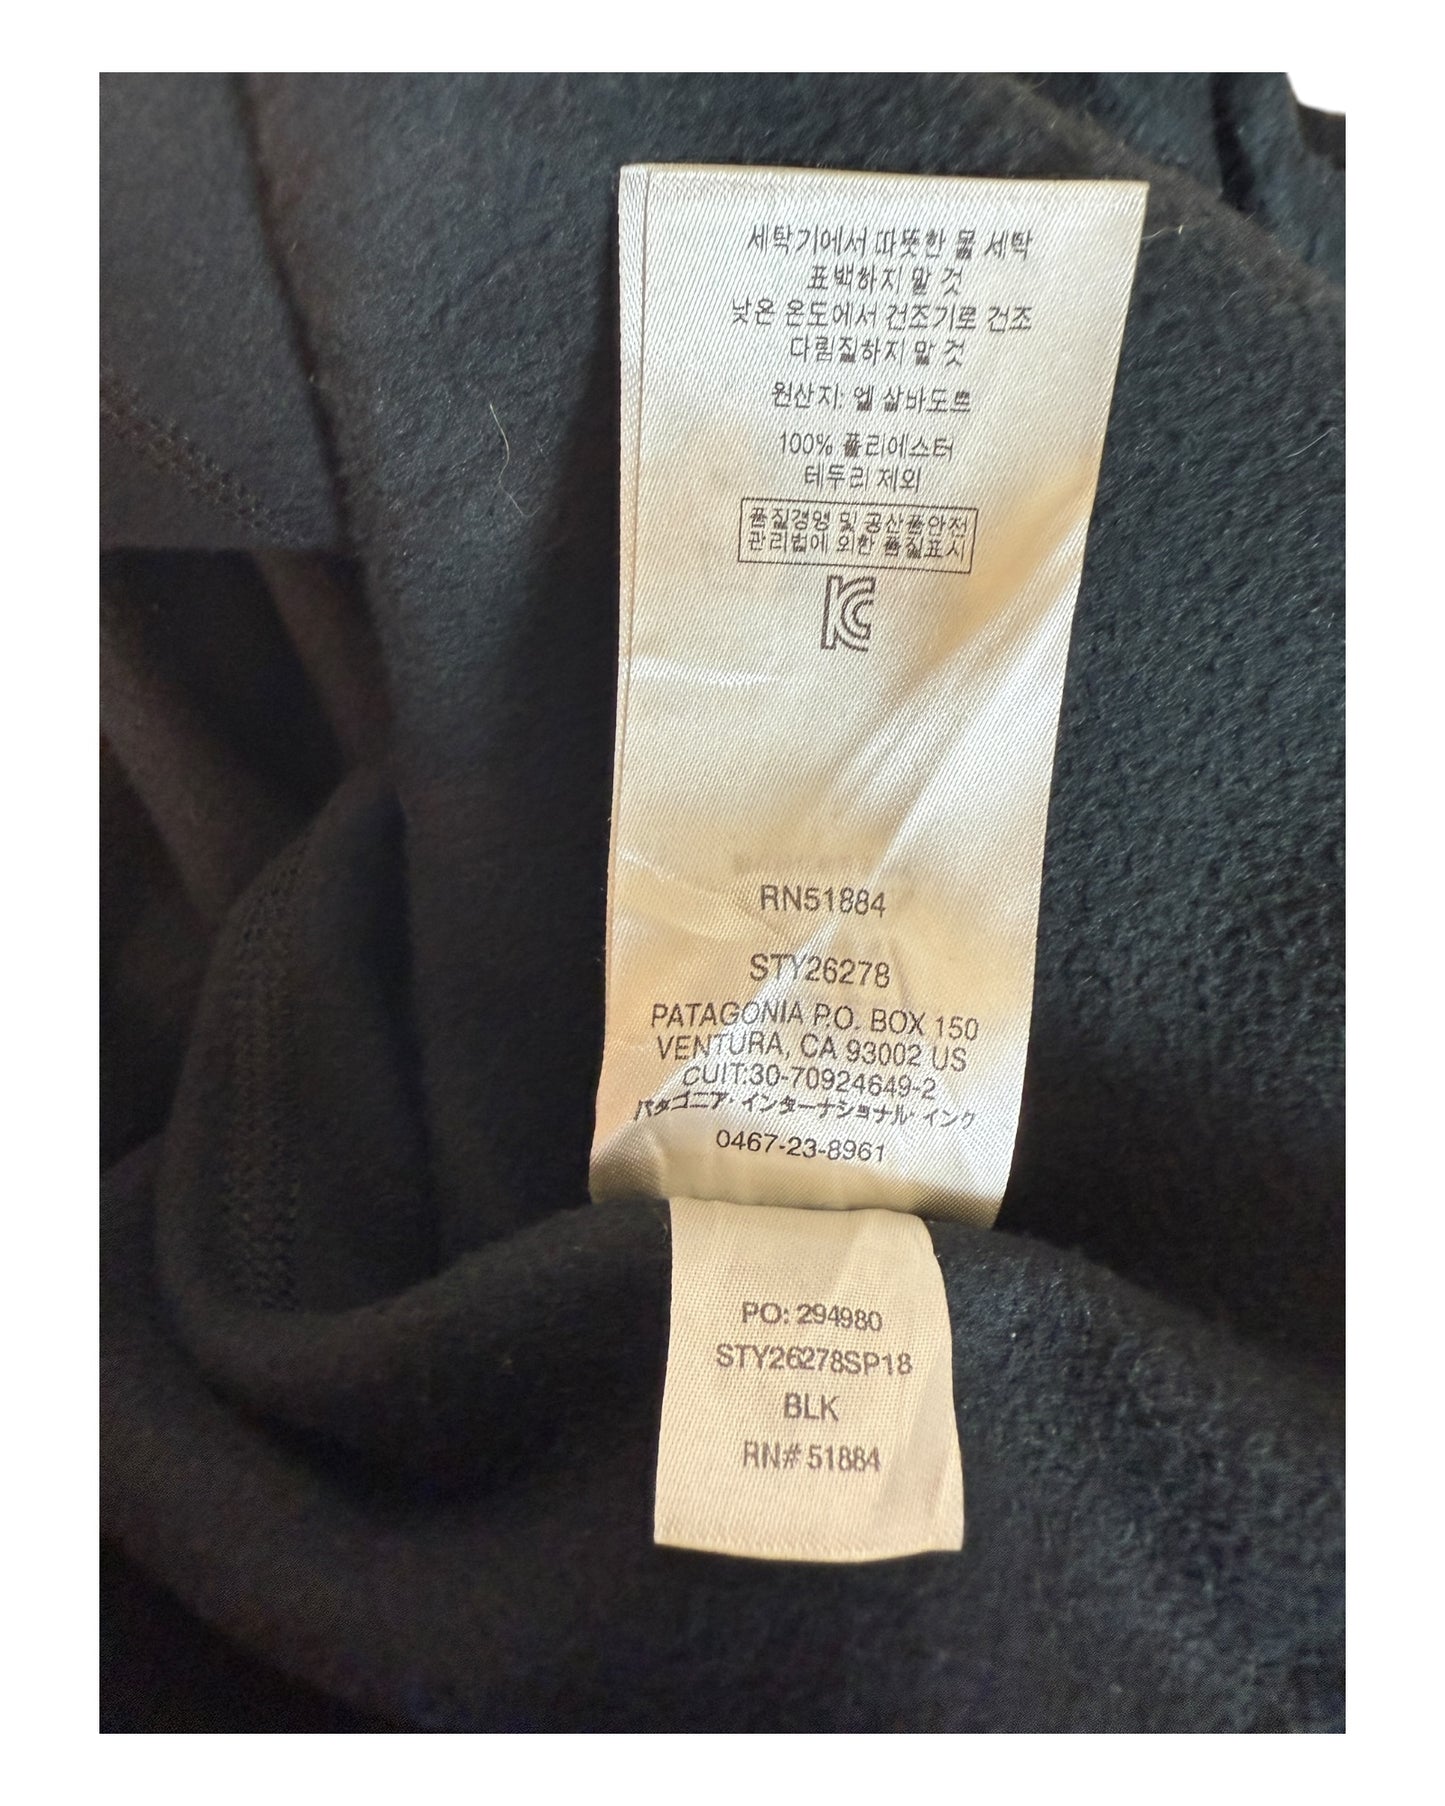 세탁기에서 따뜻한 물 세탁
표백하지 말 것
낮은 온도에서 건조기로 건조
다림질하지 말 것
원산지: 엘 살바도르
100% 폴리에스터
테두리 제외
품질경영 및 공산품안전
관리법에 의한 품질표시
KC
RN51884
STY26278
PATAGONIA P.O. BOX 150
VENTURA, CA 93002 US
CUIT:30-70924649-2
パタゴニア・インターナショナル・インク
0467-23-8961
PO: 294980
STY26278SP18
BLK
RN# 51884